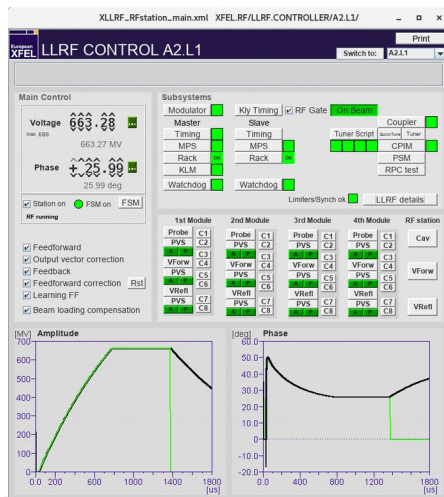 XLLRF_RFstation_main.xml XFEL.RF/LLRF.CONTROLLER/A2.L1/
Print
European
XFEL
LLRF CONTROL A2.L1
Switch to:
A2.L1
Main Control
Voltage 663.28
max 680
663.27 MV
Phase +25.99
25.99 deg
Station on
FSM on
FSM
RF running
Feedforward
Output vector correction
Feedback
Feedforward correction
Rst
Learning FF
Beam loading compensation
Subsystems
Modulator
Kly Timing
RF Gate
On Beam
Master
Slave
Coupler
Timing
Timing
Tuner Script
Tuner
MPS
MPS
CPIM
Rack
OK
Rack
OK
PSM
KLM
RPC test
Watchdog
Watchdog
Limiters/Synch ok
LLRF details
1st Module 2nd Module 3rd Module 4th Module RF station
Probe C1 Probe C1 Probe C1 Probe C1
PVS C2 PVS C2 PVS C2 PVS C2
Cav
A P C3 A P C3 A P C3 A P C3
VForw C4 VForw C4 VForw C4 VForw C4
PVS C5 PVS C5 PVS C5 PVS C5
VForw
A P C6 A P C6 A P C6 A P C6
VRefl VRefl VRefl VRefl
PVS C7 PVS C7 PVS C7 PVS C7
VRefl
A P C8 A P C8 A P C8 A P C8
[MV] Amplitude
700
600
500
400
300
200
100
0
0.0 200 600 1000 1400 1800
[us]
[deg] Phase
60.0
50.0
40.0
30.0
20.0
10.0
0
-10.0
-20.0
0.0 400 800 1200 1800
[us]